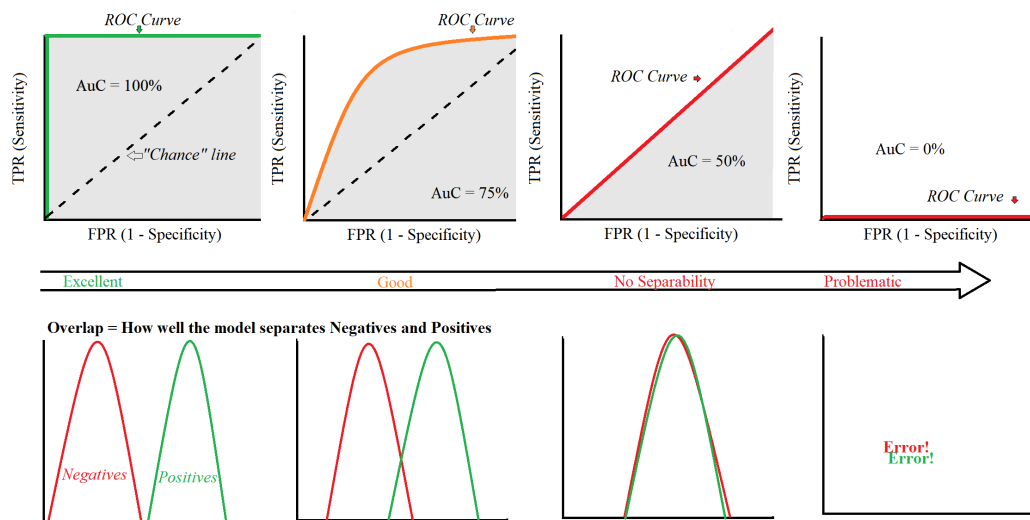 ROC Curve
TPR (Sensitivity)
AuC = 100%
"Chance" line
FPR (1 - Specificity)
ROC Curve
TPR (Sensitivity)
AuC = 75%
FPR (1 - Specificity)
ROC Curve
TPR (Sensitivity)
AuC = 50%
FPR (1 - Specificity)
TPR (Sensitivity)
AuC = 0%
ROC Curve
FPR (1 - Specificity)
Excellent
Good
No Separability
Problematic
Overlap = How well the model separates Negatives and Positives
Negatives
Positives
Error!
Error!